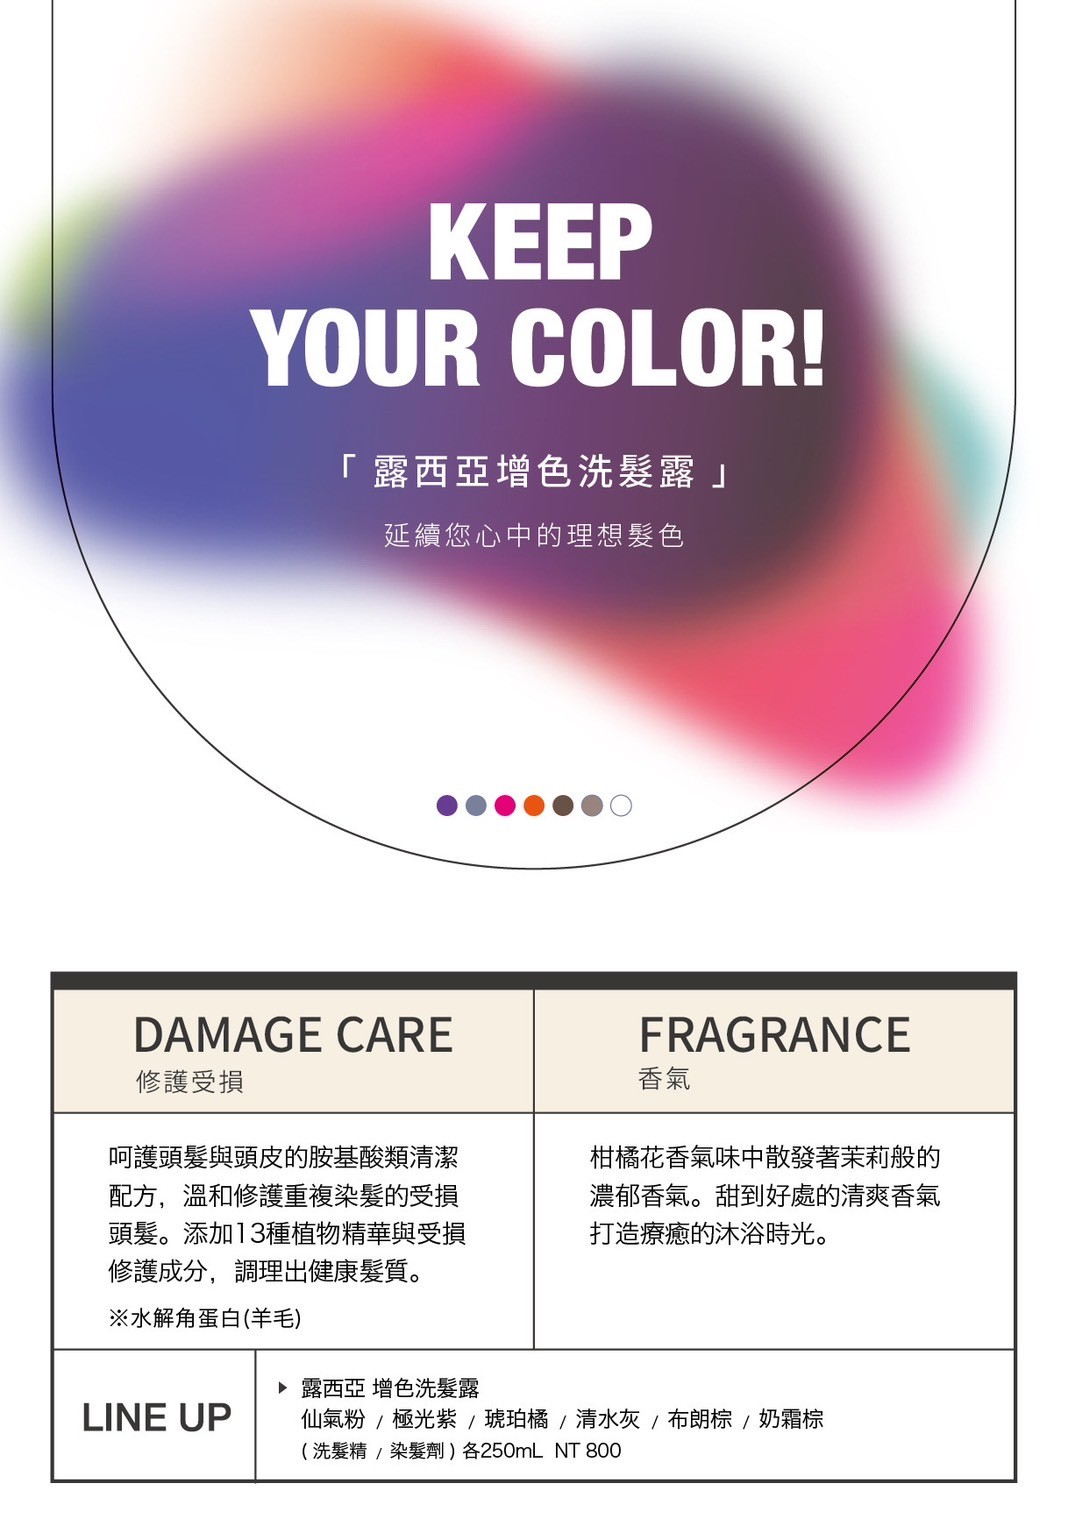 KEEP
YOUR COLOR!
「 露西亞增色洗髮露 」
延續您心中的理想髮色
DAMAGE CARE
修護受損
FRAGRANCE
香氣
呵護頭髮與頭皮的胺基酸類清潔
配方，溫和修護重複染髮的受損
頭髮。添加13種植物精華與受損
修護成分，調理出健康髮質。
※水解角蛋白(羊毛)
柑橘花香氣味中散發著茉莉般的
濃郁香氣。甜到好處的清爽香氣
打造療癒的沐浴時光。
LINE UP
▶ 露西亞 增色洗髮露
仙氣粉 / 極光紫 / 琥珀橘 / 清水灰 / 布朗棕 / 奶霜棕
( 洗髮精 / 染髮劑 ) 各250mL NT 800